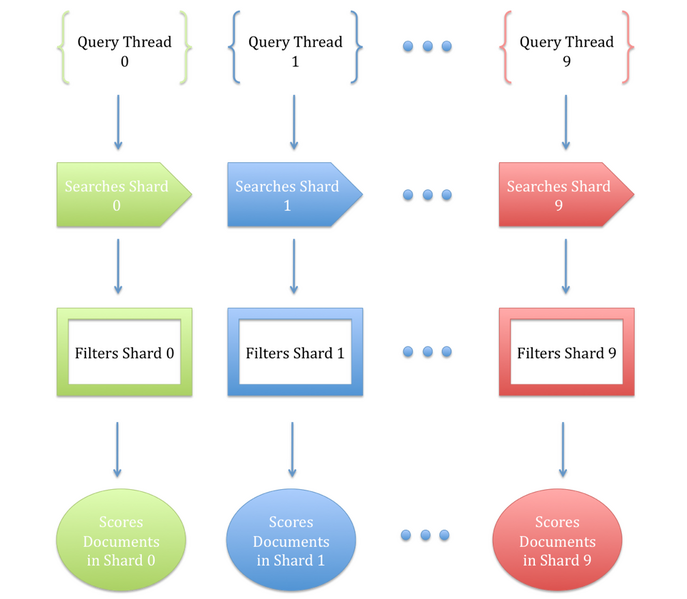 Query Thread
0
Query Thread
1
Query Thread
9
Searches Shard
0
Searches Shard
1
Searches Shard
9
Filters Shard 0
Filters Shard 1
Filters Shard 9
Scores
Documents
in Shard 0
Scores
Documents
in Shard 1
Scores
Documents
in Shard 9